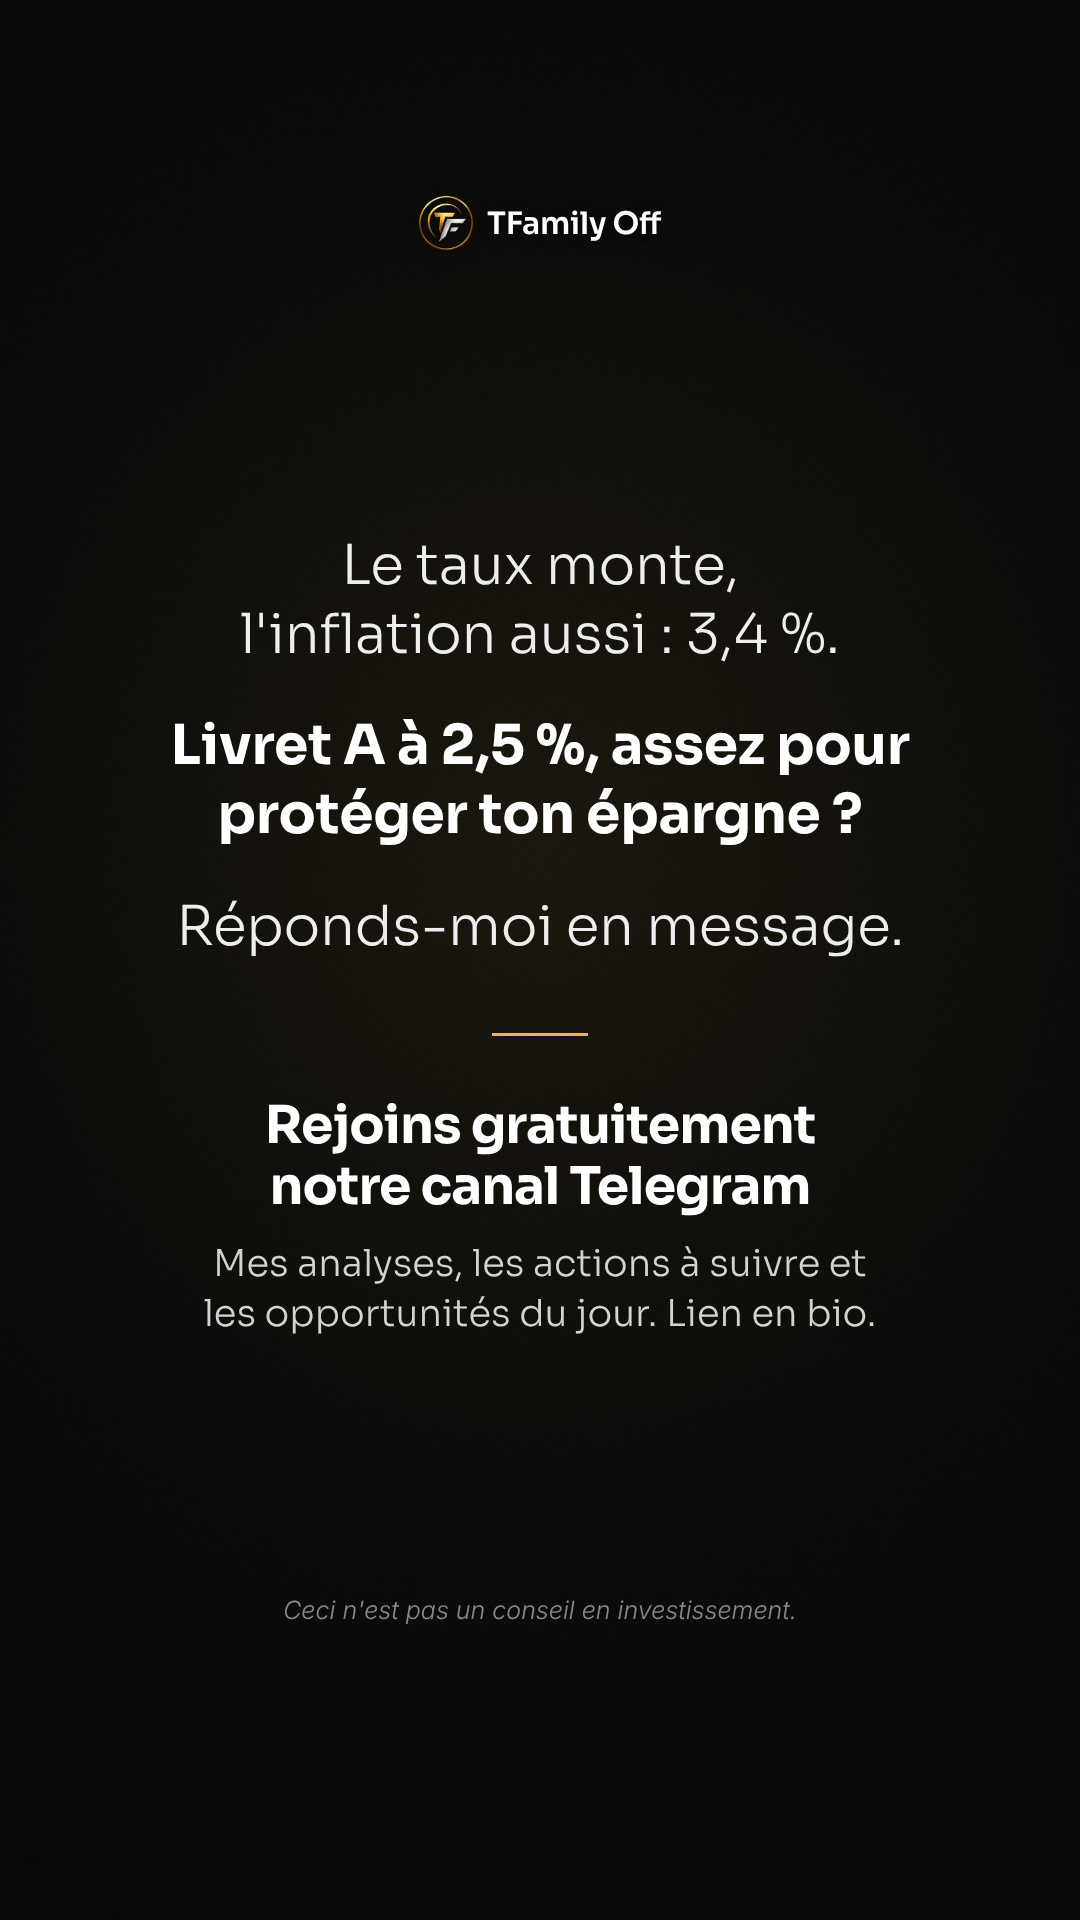 TF TFamily Off
Le taux monte,
l'inflation aussi : 3,4 %.
Livret A à 2,5 %, assez pour
protéger ton épargne ?
Réponds-moi en message.
Rejoins gratuitement
notre canal Telegram
Mes analyses, les actions à suivre et
les opportunités du jour. Lien en bio.
Ceci n'est pas un conseil en investissement.